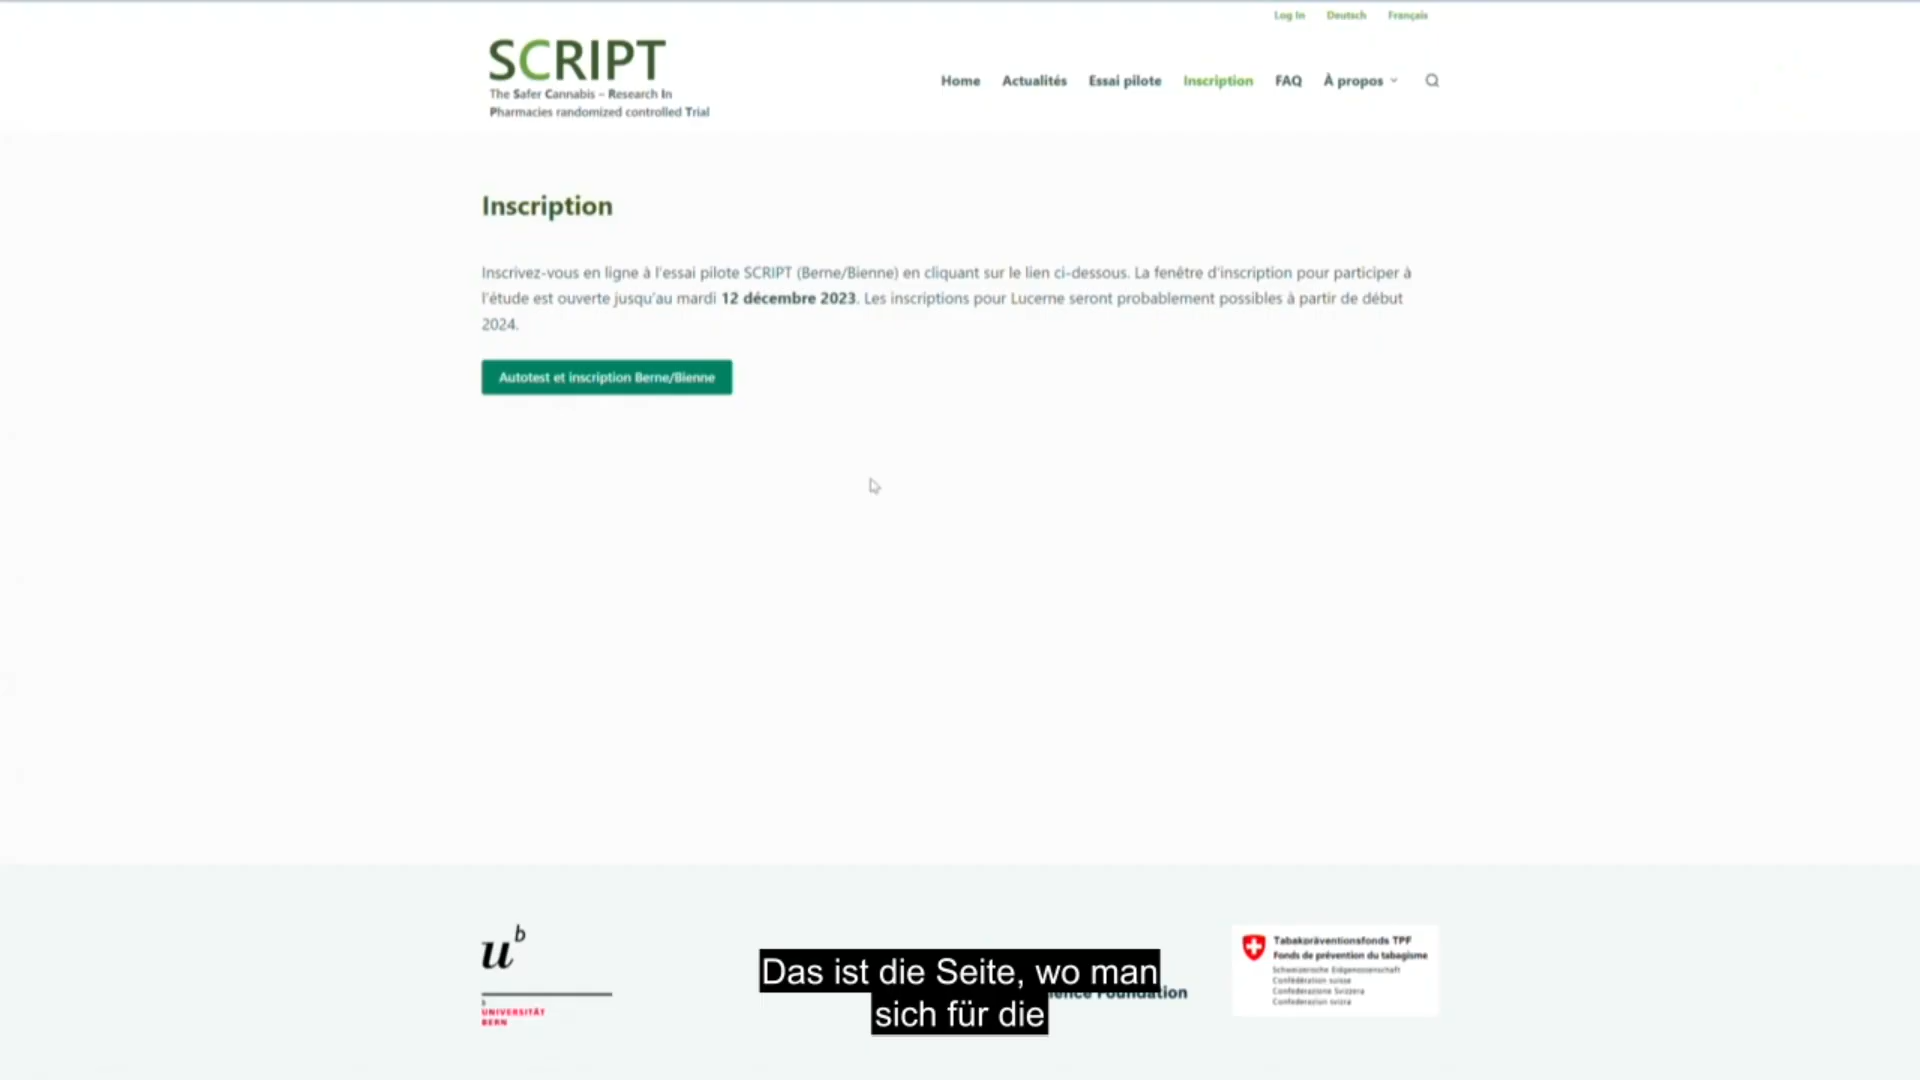 Log In Deutsch Français
SCRIPT
The Safer Cannabis – Research In
Pharmacies randomized controlled Trial
Home Actualités Essai pilote Inscription FAQ À propos
Inscription
Inscrivez-vous en ligne à l'essai pilote SCRIPT (Berne/Bienne) en cliquant sur le lien ci-dessous. La fenêtre d'inscription pour participer à
l'étude est ouverte jusqu'au mardi 12 décembre 2023. Les inscriptions pour Lucerne seront probablement possibles à partir de début
2024.
Autotest et inscription Berne/Bienne
u b
b
UNIVERSITÄT
BERN
Foundation
Das ist die Seite, wo man
sich für die
Tabakpräventionsfonds TPF
Fonds de prévention du tabagisme
Schweizerische Eidgenossenschaft
Confédération suisse
Confederazione Svizzera
Confederaziun svizra